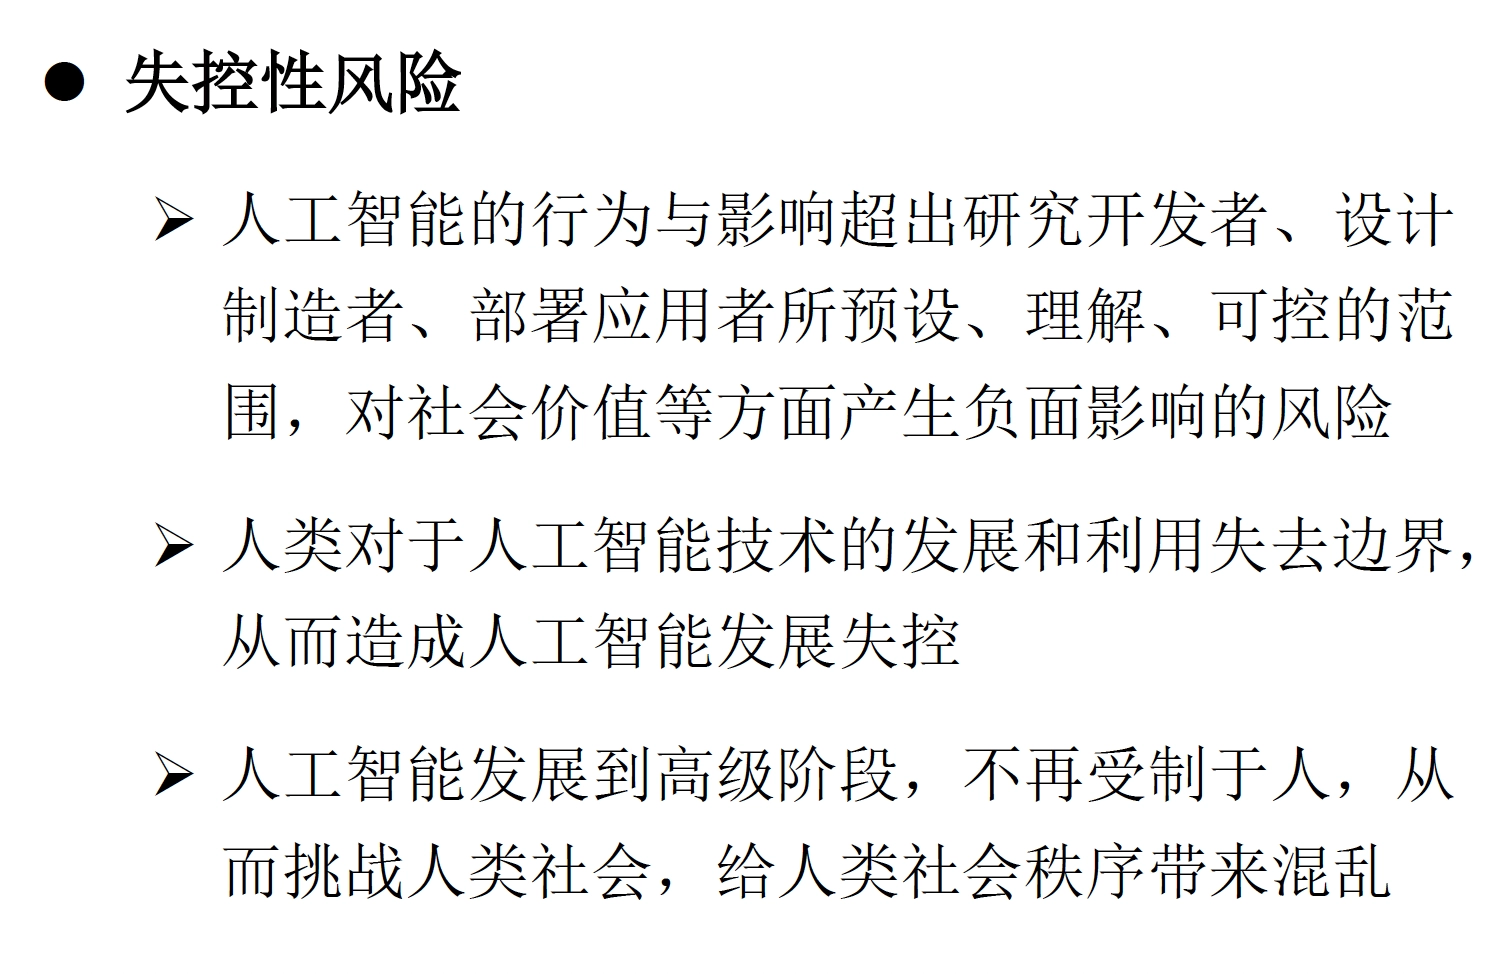 ● 失控性风险
➢ 人工智能的行为与影响超出研究开发者、设计
制造者、部署应用者所预设、理解、可控的范
围，对社会价值等方面产生负面影响的风险
➢ 人类对于人工智能技术的发展和利用失去边界，
从而造成人工智能发展失控
➢ 人工智能发展到高级阶段，不再受制于人，从
而挑战人类社会，给人类社会秩序带来混乱